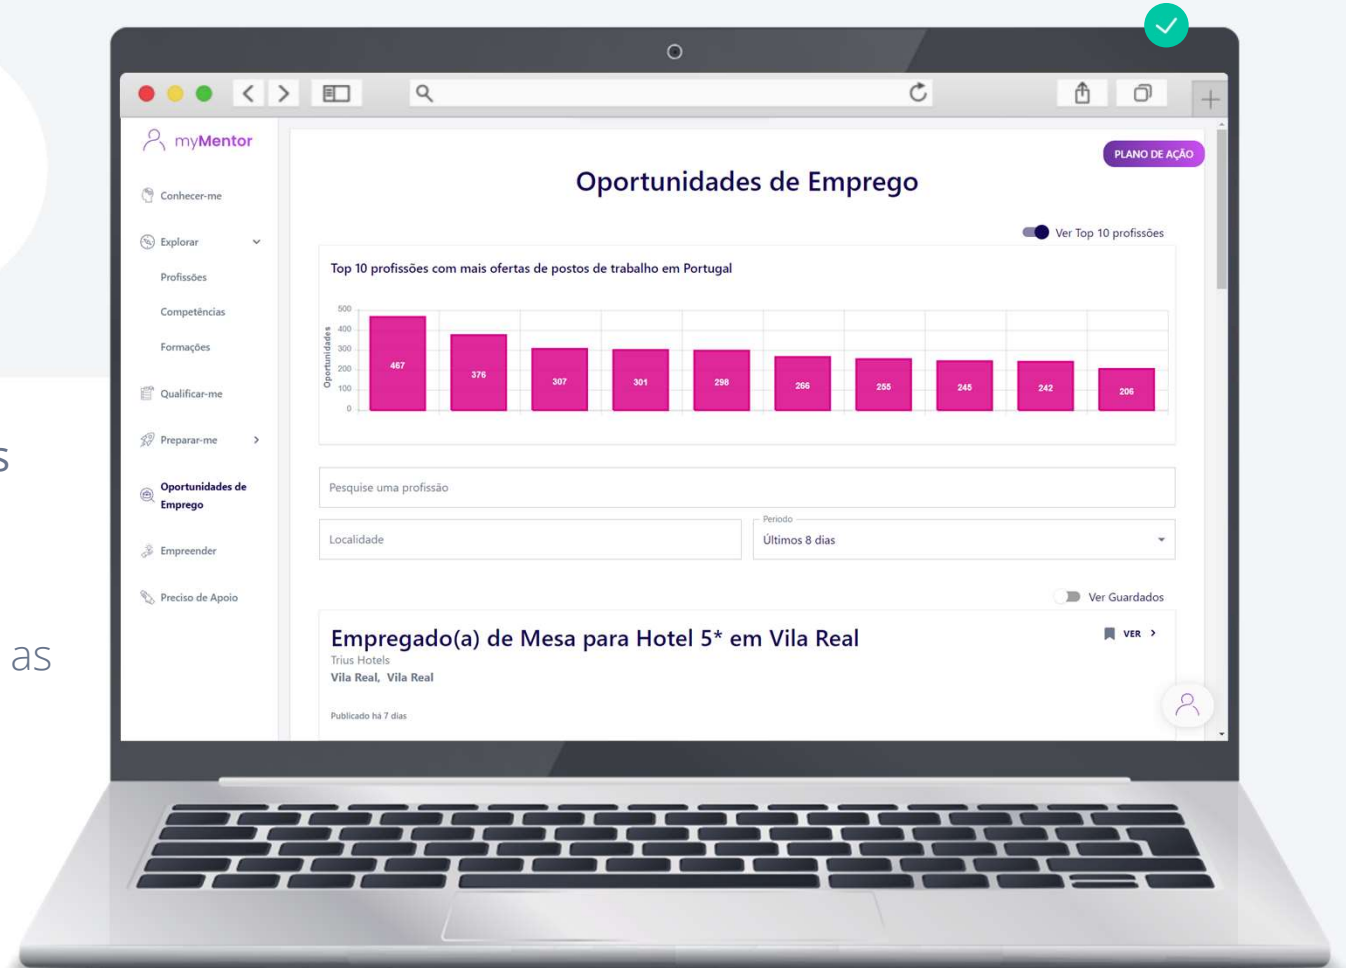 myMentor
Conhecer-me
Explorar
Profissões
Competências
Formações
Qualificar-me
Preparar-me
Oportunidades de
Emprego
Empreender
Preciso de Apoio
PLANO DE AÇÃO
Oportunidades de Emprego
Ver Top 10 profissões
Top 10 profissões com mais ofertas de postos de trabalho em Portugal
Oportunidades
500
400
300
200
100
0
467
376
307
301
298
266
255
245
242
206
Pesquise uma profissão
Localidade
Periodo
Últimos 8 dias
Ver Guardados
Empregado(a) de Mesa para Hotel 5* em Vila Real
VER
Trius Hotels
Vila Real, Vila Real
Publicado há 7 dias
s
as